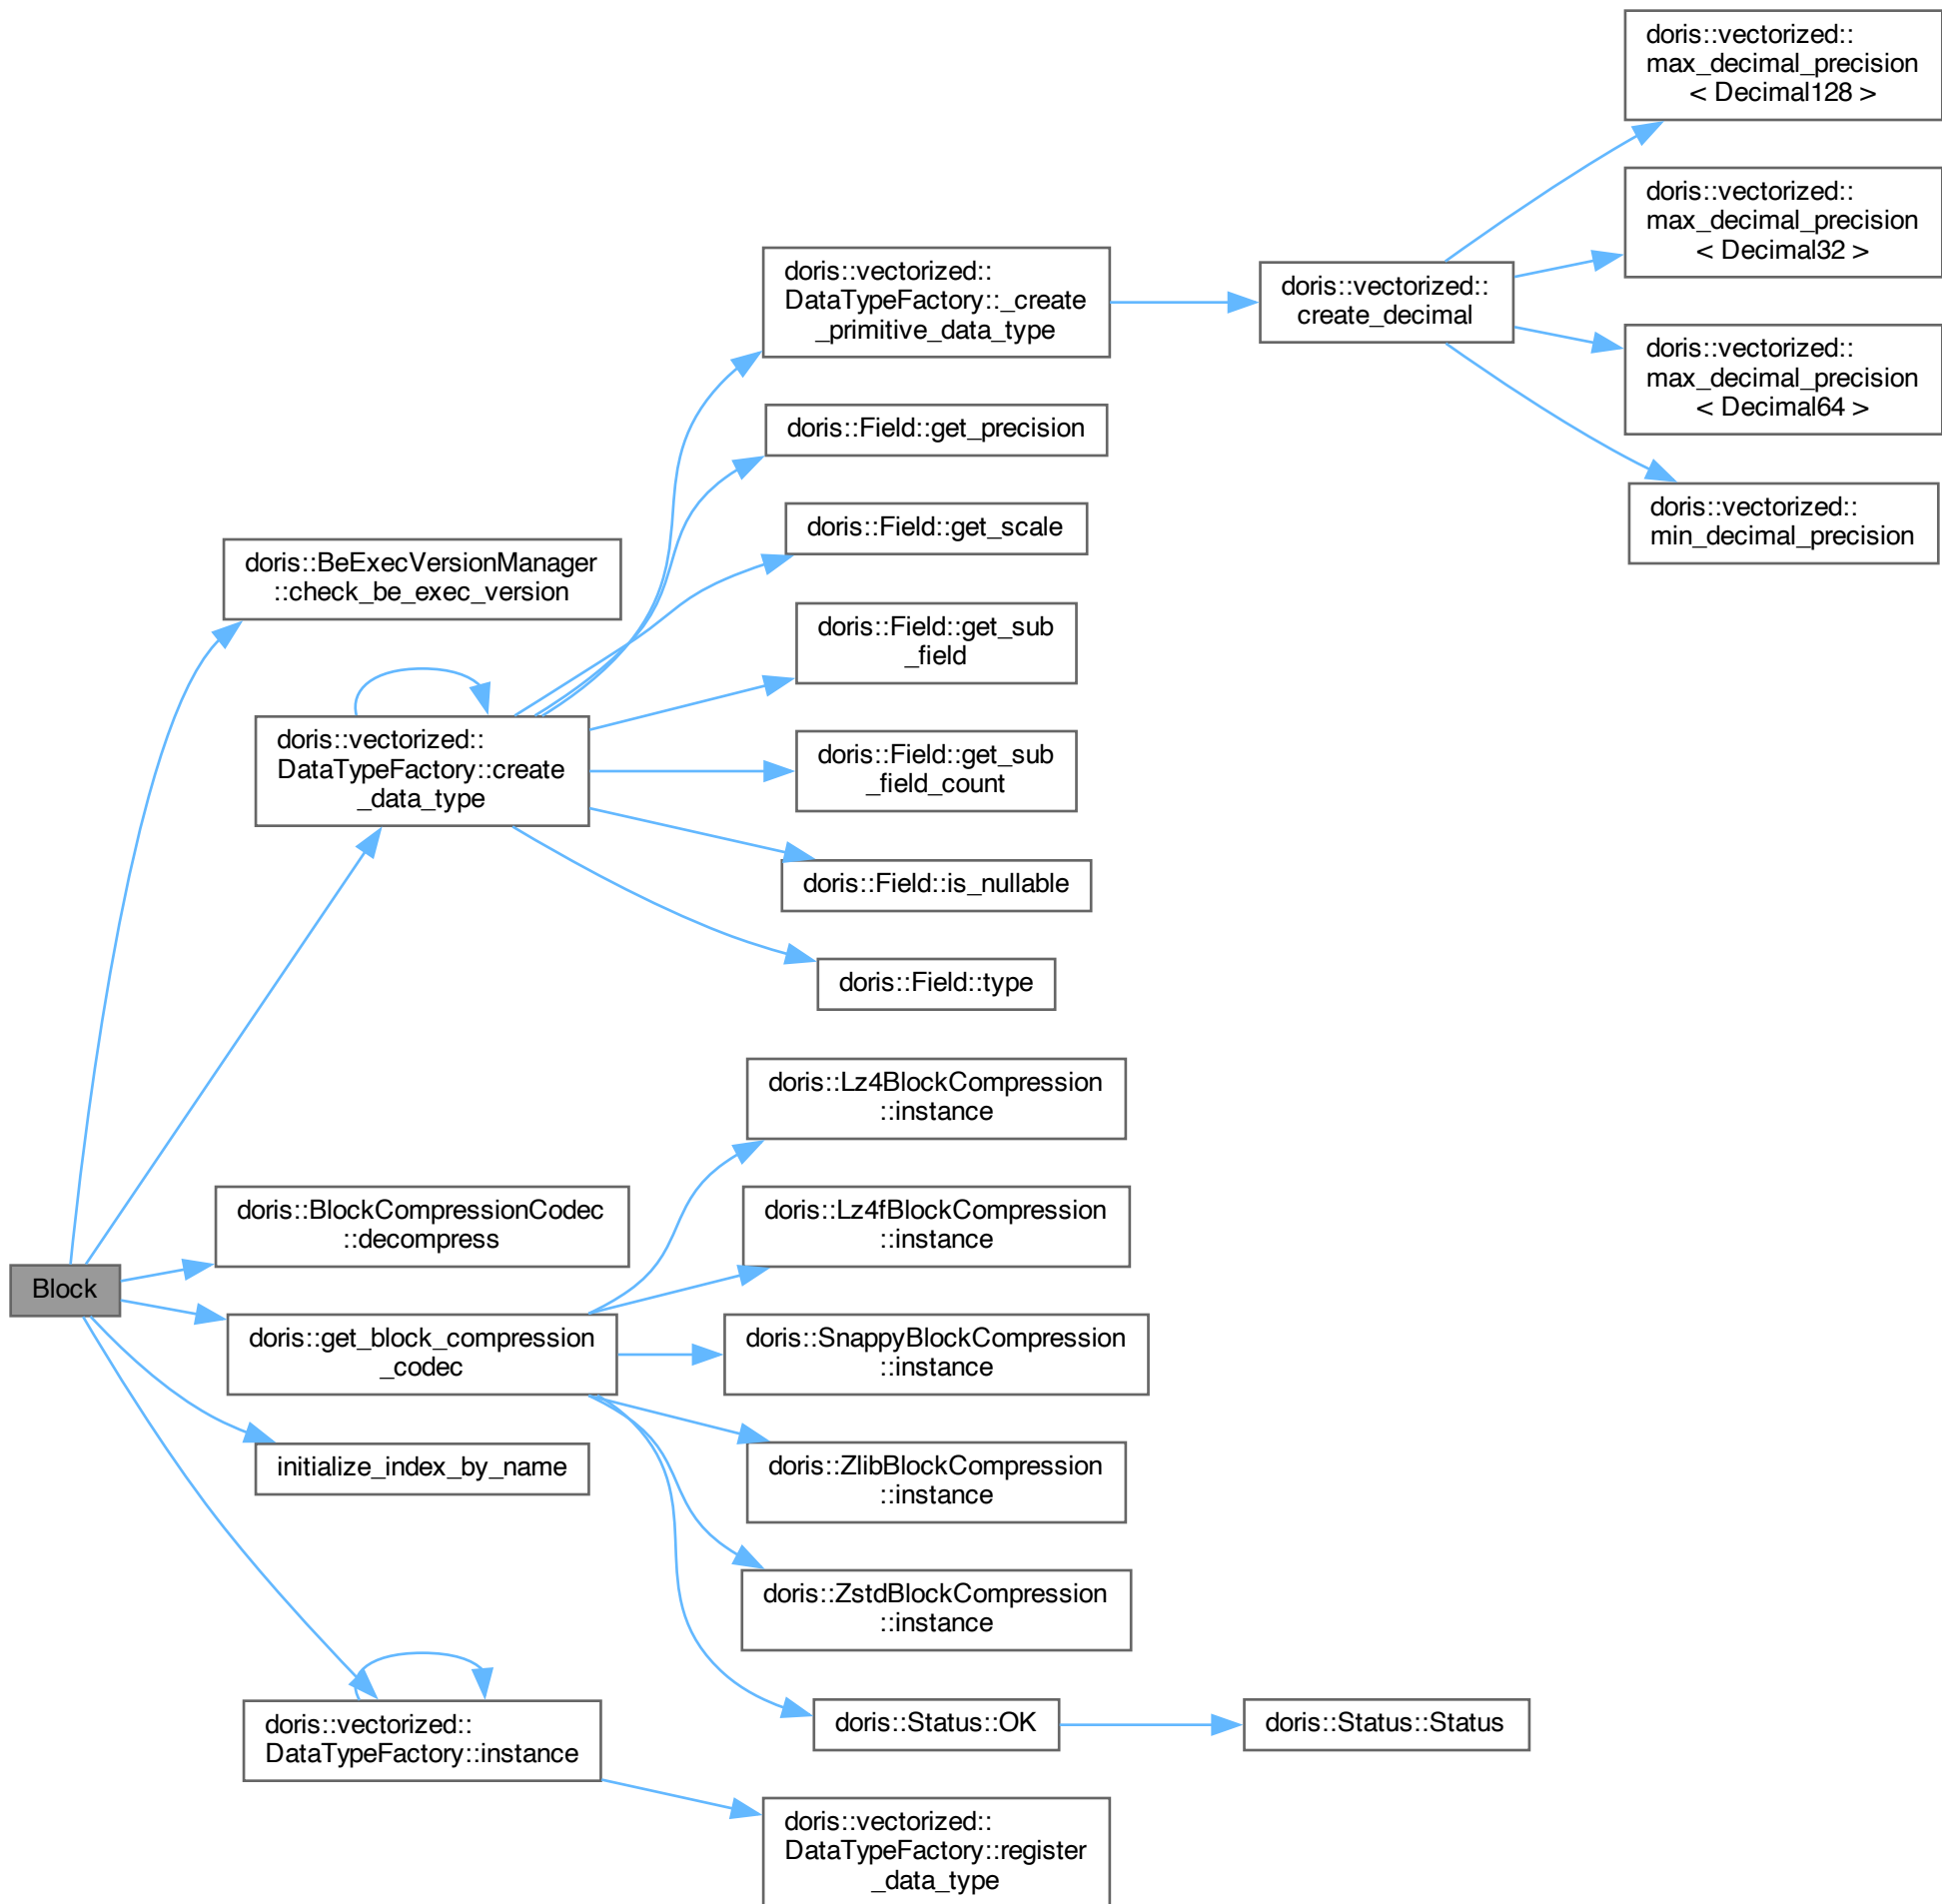 Block
doris::BeExecVersionManager
::check_be_exec_version
doris::vectorized::
DataTypeFactory::create
_data_type
doris::vectorized::
DataTypeFactory::_create
_primitive_data_type
doris::vectorized::
create_decimal
doris::vectorized::
max_decimal_precision
< Decimal128 >
doris::vectorized::
max_decimal_precision
< Decimal32 >
doris::vectorized::
max_decimal_precision
< Decimal64 >
doris::vectorized::
min_decimal_precision
doris::Field::get_precision
doris::Field::get_scale
doris::Field::get_sub
_field
doris::Field::get_sub
_field_count
doris::Field::is_nullable
doris::Field::type
doris::BlockCompressionCodec
::decompress
doris::get_block_compression
_codec
doris::Lz4BlockCompression
::instance
doris::Lz4fBlockCompression
::instance
doris::SnappyBlockCompression
::instance
doris::ZlibBlockCompression
::instance
doris::ZstdBlockCompression
::instance
doris::Status::OK
doris::Status::Status
initialize_index_by_name
doris::vectorized::
DataTypeFactory::instance
doris::vectorized::
DataTypeFactory::register
_data_type